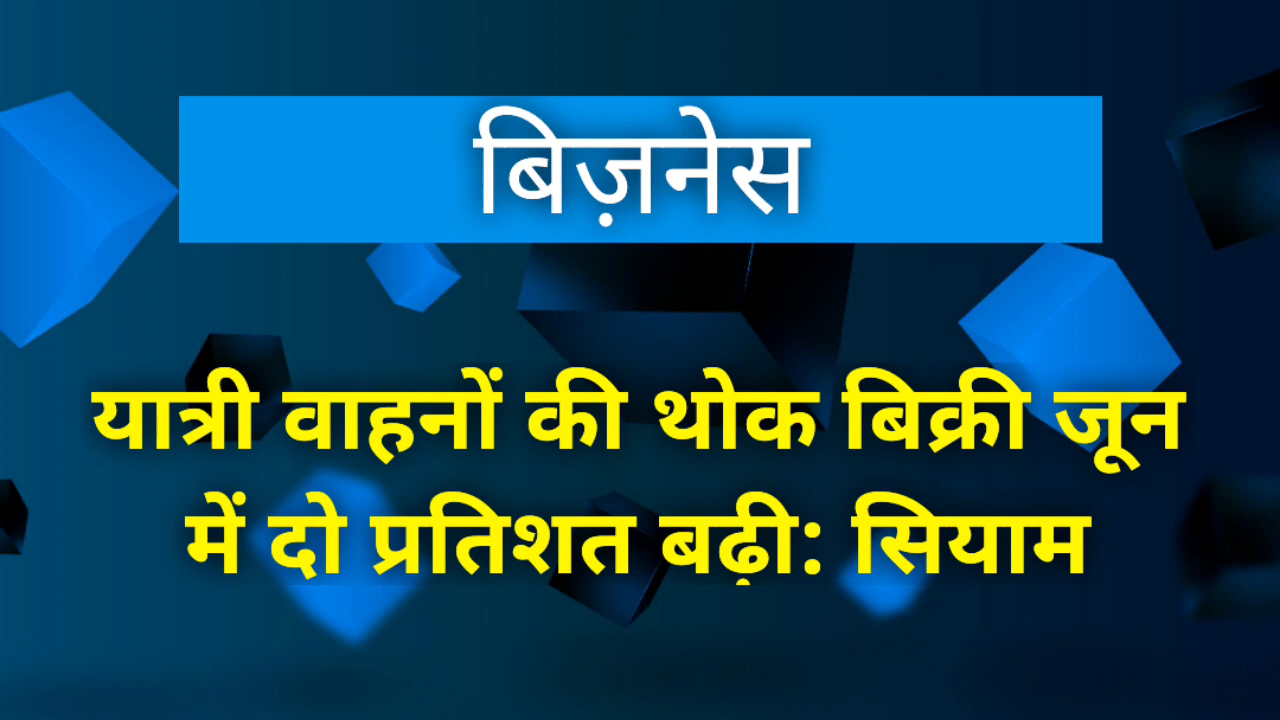 बिज़नेस
यात्री वाहनों की थोक बिक्री जून
में दो प्रतिशत बढ़ी: सियाम